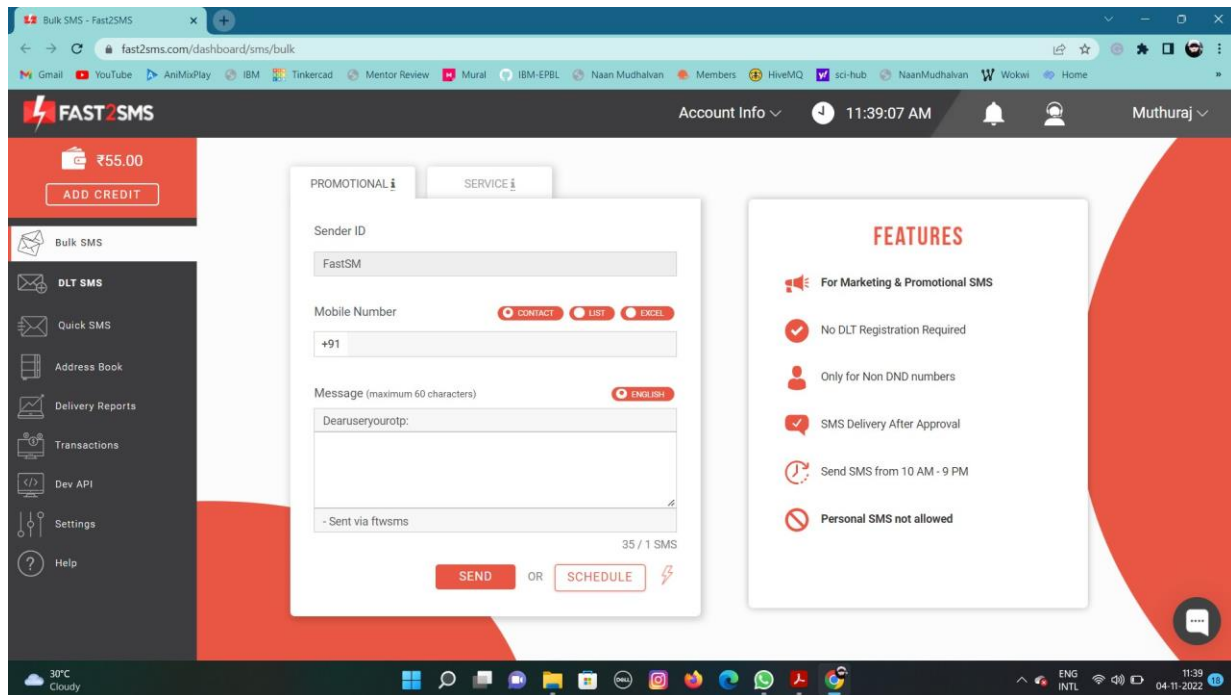 Bulk SMS - Fast2SMS
fast2sms.com/dashboard/sms/bulk
Gmail YouTube AniMixPlay IBM Tinkercad Mentor Review Mural IBM-EPBL Naan Mudhalvan Members HiveMQ sci-hub NaanMudhalvan Wokwi Home »
FAST2SMS Account Info 11:39:07 AM Muthuraj
₹55.00
ADD CREDIT
Bulk SMS
DLT SMS
Quick SMS
Address Book
Delivery Reports
Transactions
Dev API
Settings
Help
PROMOTIONAL i SERVICE i
Sender ID
FastSM
Mobile Number CONTACT LIST EXCEL
+91
Message (maximum 60 characters) ENGLISH
Dearuseryourotp:
- Sent via ftwsms
35 / 1 SMS
SEND OR SCHEDULE
FEATURES
For Marketing & Promotional SMS
No DLT Registration Required
Only for Non DND numbers
SMS Delivery After Approval
Send SMS from 10 AM - 9 PM
Personal SMS not allowed
30°C
Cloudy
DELL
ENG
INTL
11:39
04-11-2022
18